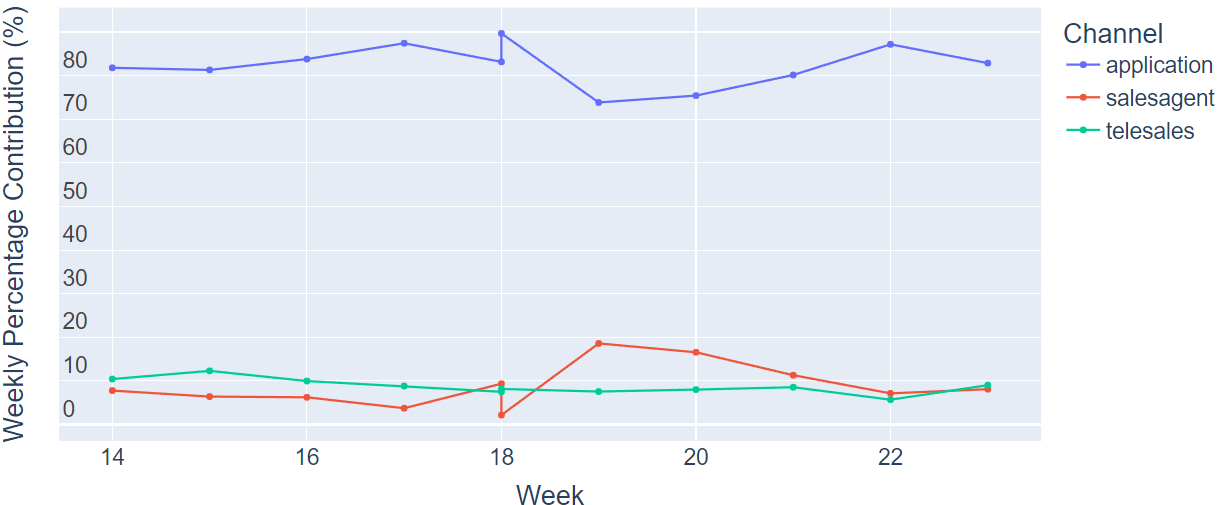 Weekly Percentage Contribution (%)
80
70
60
50
40
30
20
10
0
14 16 18 20 22
Week
Channel
application
salesagent
telesales